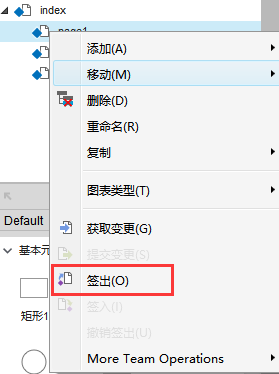 index
page1
添加(A)
移动(M)
删除(D)
重命名(R)
复制
图表类型(T)
Default
获取变更(G)
基本元
提交变更(S)
签出(O)
签入(I)
矩形1
撤销签出(U)
More Team Operations